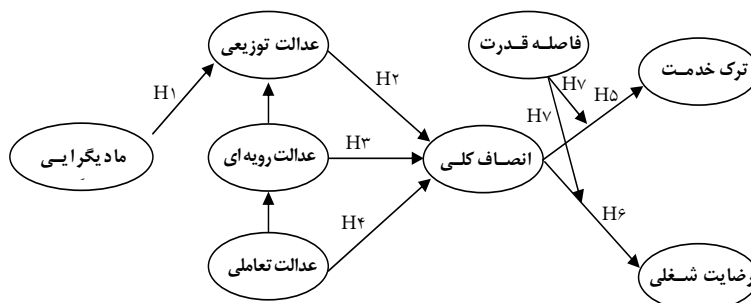 عدالت توزیعی
فاصله قدرت
ترک خدمت
H۱
H۲
H۷
H۵
H۷
مادیگرایی
عدالت رویه ای
H۳
انصاف کلی
H۴
H۶
عدالت تعاملی
رضایت شغلی